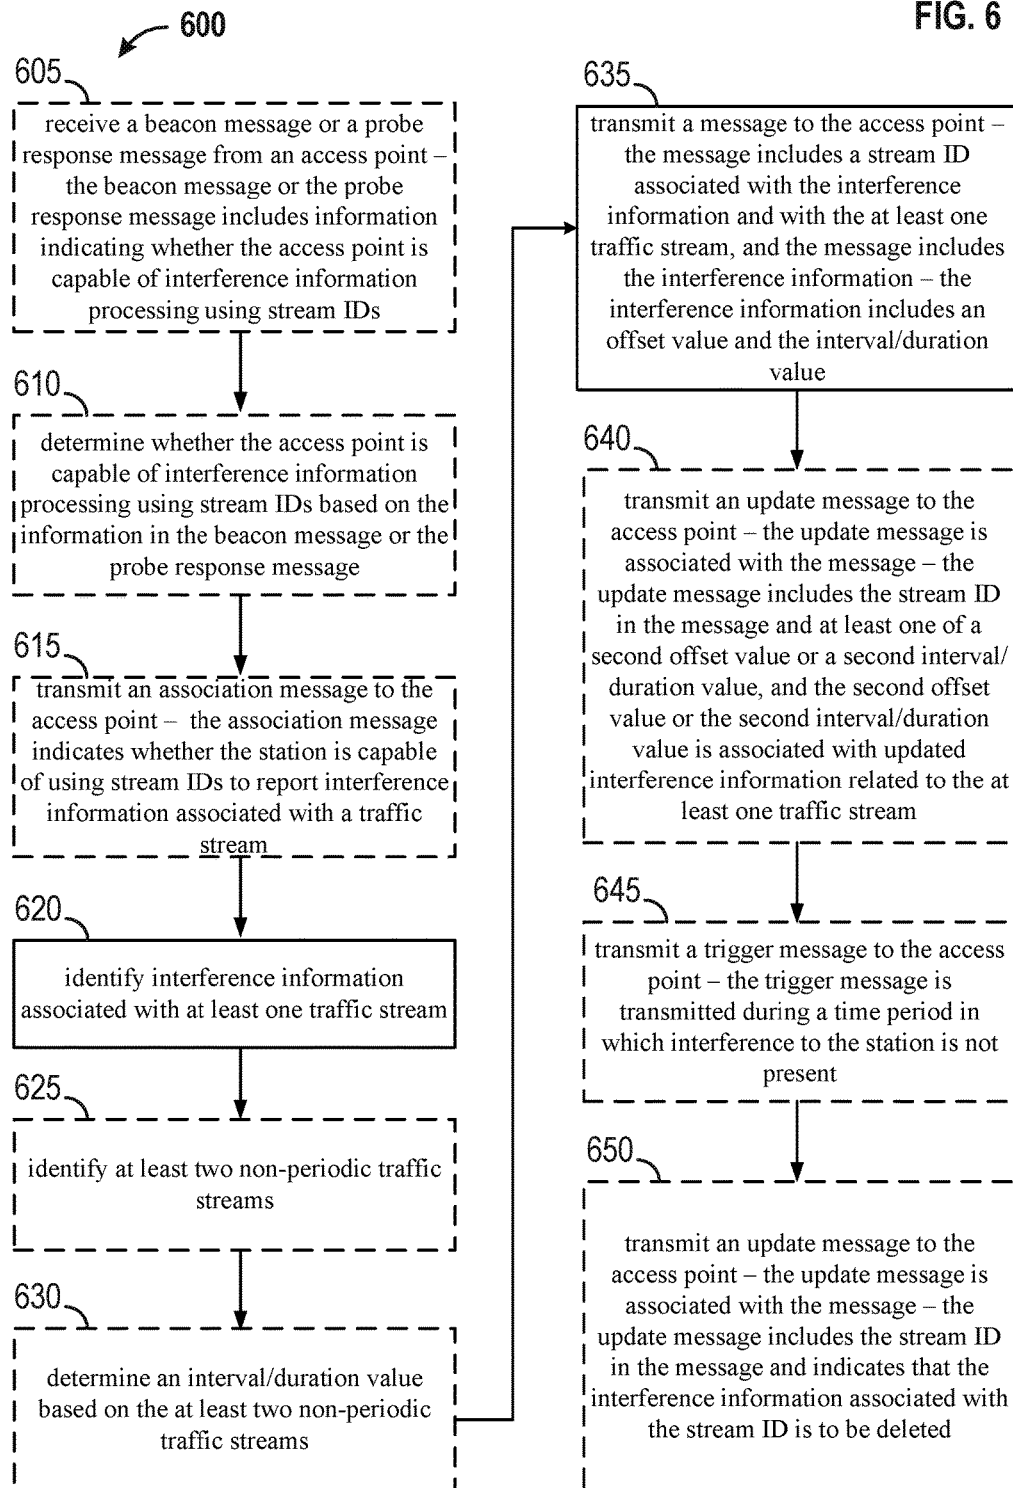 FIG. 6
600
605
receive a beacon message or a probe
response message from an access point –
the beacon message or the probe
response message includes information
indicating whether the access point is
capable of interference information
processing using stream IDs
610
determine whether the access point is
capable of interference information
processing using stream IDs based on the
information in the beacon message or the
probe response message
615
transmit an association message to the
access point – the association message
indicates whether the station is capable
of using stream IDs to report interference
information associated with a traffic
stream
620
identify interference information
associated with at least one traffic stream
625
identify at least two non-periodic traffic
streams
630
determine an interval/duration value
based on the at least two non-periodic
traffic streams
635
transmit a message to the access point –
the message includes a stream ID
associated with the interference
information and with the at least one
traffic stream, and the message includes
the interference information – the
interference information includes an
offset value and the interval/duration
value
640
transmit an update message to the
access point – the update message is
associated with the message – the
update message includes the stream ID
in the message and at least one of a
second offset value or a second interval/
duration value, and the second offset
value or the second interval/duration
value is associated with updated
interference information related to the at
least one traffic stream
645
transmit a trigger message to the access
point – the trigger message is
transmitted during a time period in
which interference to the station is not
present
650
transmit an update message to the
access point – the update message is
associated with the message – the
update message includes the stream ID
in the message and indicates that the
interference information associated with
the stream ID is to be deleted